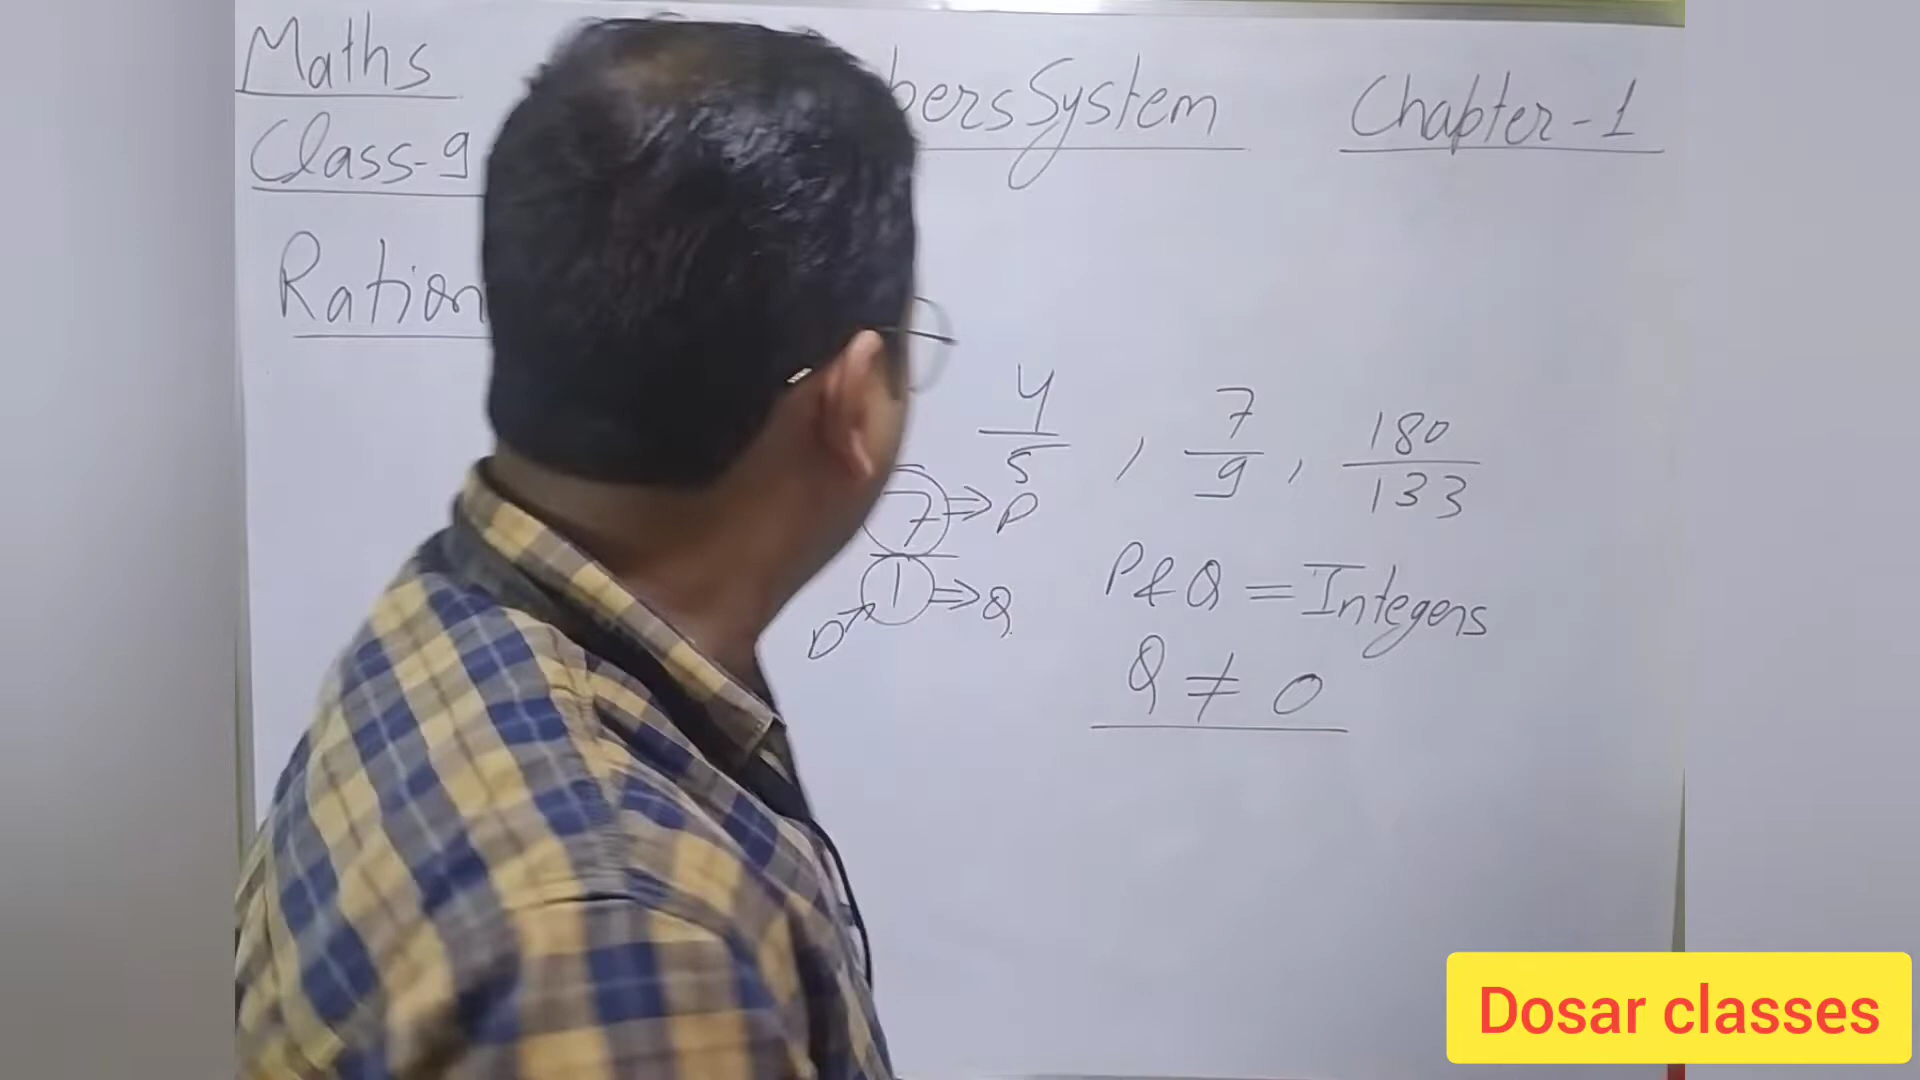 Maths
bers System
Chapter-1
Class-9
Ration
4/5 , 7/9 , 180/133
7 ⇒ P
1 ⇒ Q
D
P & Q = Integers
Q ≠ 0
Dosar classes